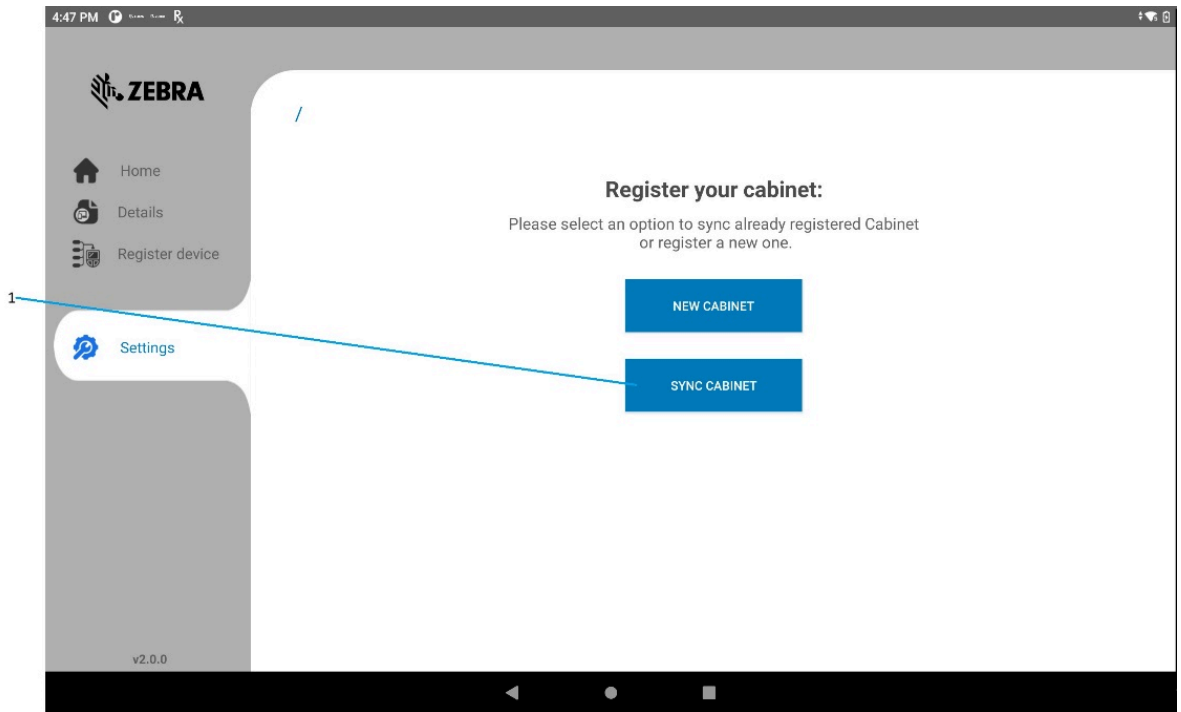 4:47 PM
ZEBRA
/
Home
Details
Register device
Settings
v2.0.0
Register your cabinet:
Please select an option to sync already registered Cabinet
or register a new one.
NEW CABINET
SYNC CABINET
1